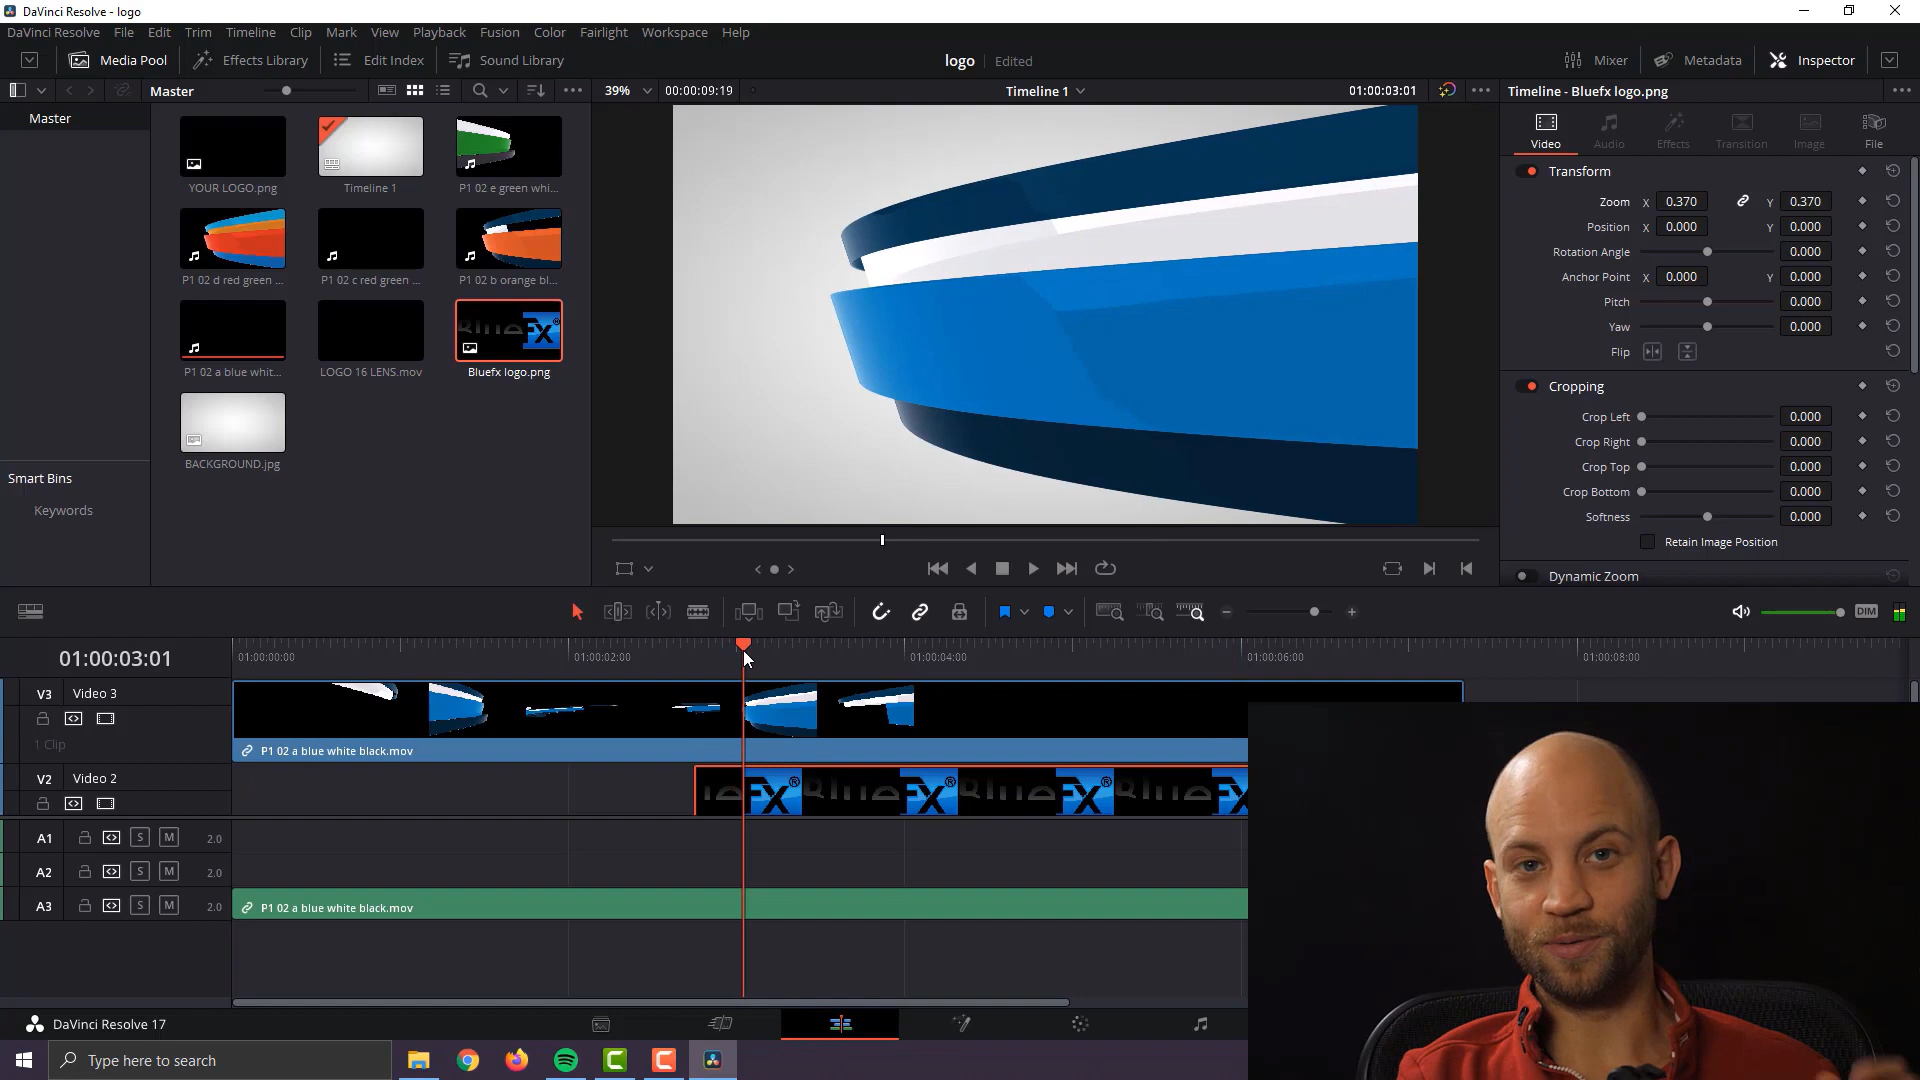 DaVinci Resolve - logo
DaVinci Resolve File Edit Trim Timeline Clip Mark View Playback Fusion Color Fairlight Workspace Help
Media Pool Effects Library Edit Index Sound Library logo Edited Mixer Metadata Inspector
Master 39% 00:00:09:19 Timeline 1 01:00:03:01 Timeline - Bluefx logo.png
Master
Video Audio Effects Transition Image File
YOUR LOGO.png Timeline 1 P1 02 e green whi...
P1 02 d red green ... P1 02 c red green ... P1 02 b orange bl...
P1 02 a blue whit... LOGO 16 LENS.mov Bluefx logo.png
BACKGROUND.jpg
Smart Bins
Keywords
Transform
Zoom X 0.370 Y 0.370
Position X 0.000 Y 0.000
Rotation Angle 0.000
Anchor Point X 0.000 Y 0.000
Pitch 0.000
Yaw 0.000
Flip
Cropping
Crop Left 0.000
Crop Right 0.000
Crop Top 0.000
Crop Bottom 0.000
Softness 0.000
Retain Image Position
Dynamic Zoom
DIM
01:00:03:01 01:00:00:00 01:00:02:00 01:00:04:00 01:00:06:00 01:00:08:00
V3 Video 3
1 Clip
P1 02 a blue white black.mov
V2 Video 2
A1 S M 2.0
A2 S M 2.0
A3 S M 2.0
P1 02 a blue white black.mov
DaVinci Resolve 17
Type here to search